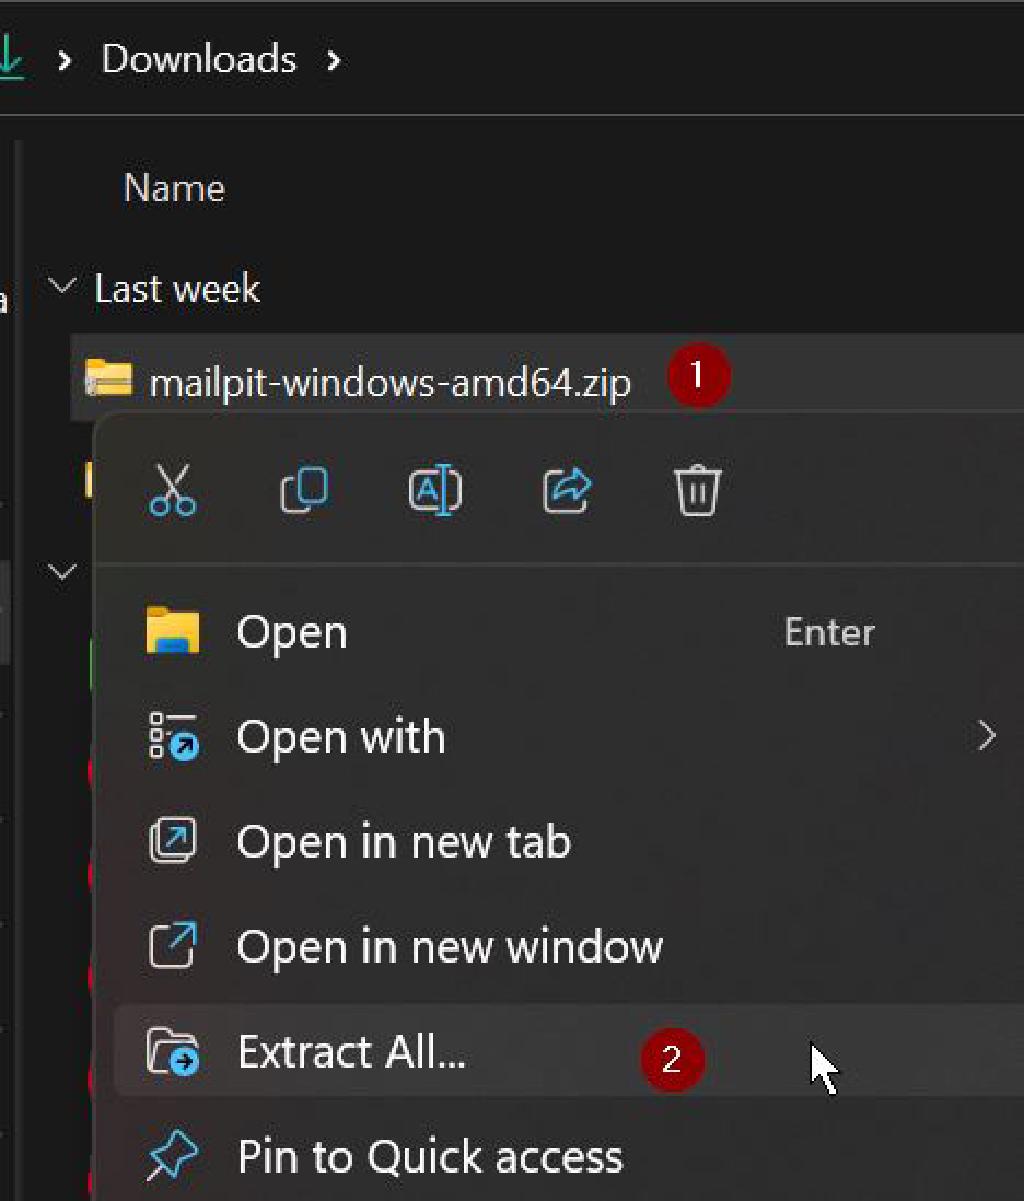 Downloads
Name
Last week
mailpit-windows-amd64.zip 1
A
Open Enter
Open with
Open in new tab
Open in new window
Extract All... 2
Pin to Quick access